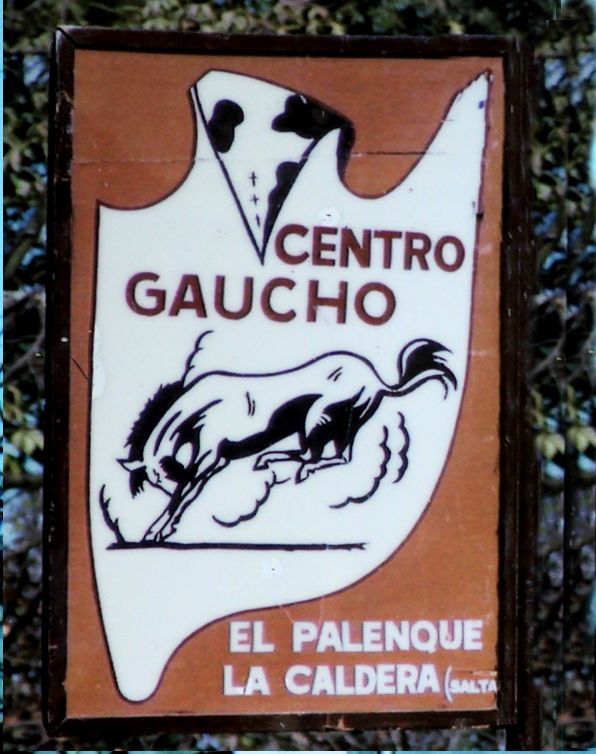 CENTRO
GAUCHO
EL PALENQUE
LA CALDERA (SALTA